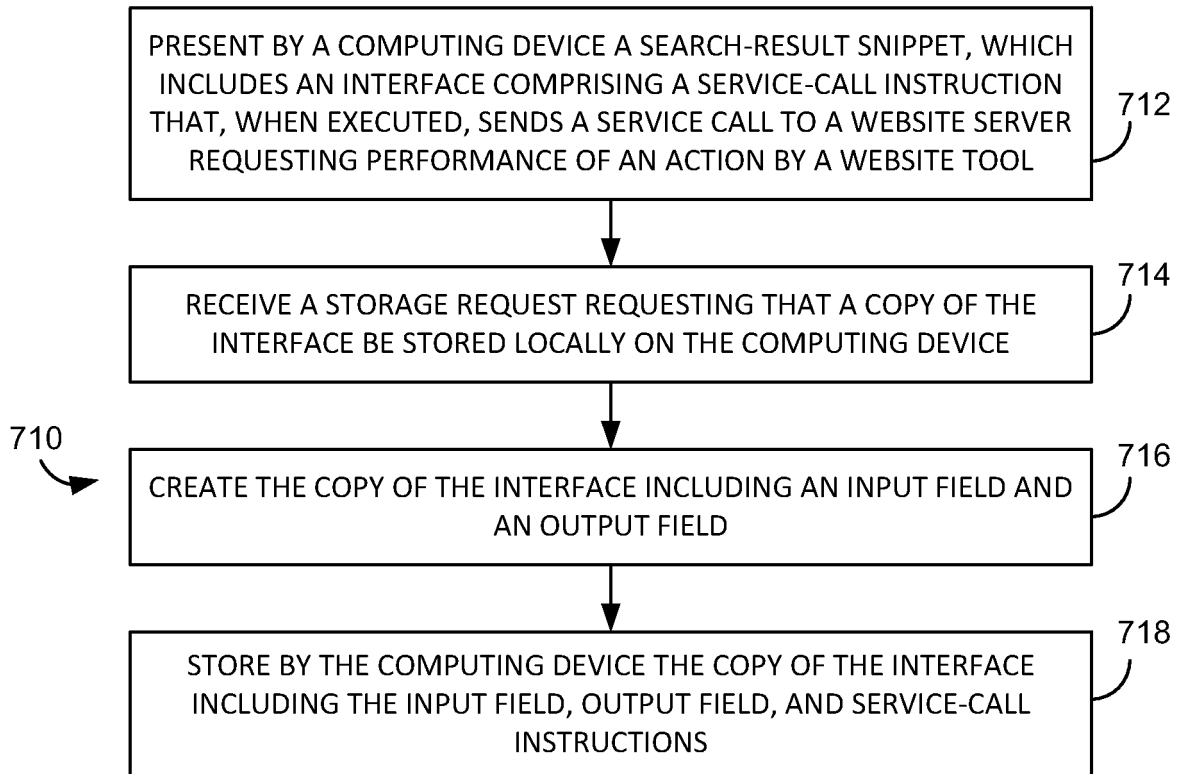 PRESENT BY A COMPUTING DEVICE A SEARCH-RESULT SNIPPET, WHICH
INCLUDES AN INTERFACE COMPRISING A SERVICE-CALL INSTRUCTION
THAT, WHEN EXECUTED, SENDS A SERVICE CALL TO A WEBSITE SERVER
REQUESTING PERFORMANCE OF AN ACTION BY A WEBSITE TOOL
712
RECEIVE A STORAGE REQUEST REQUESTING THAT A COPY OF THE
INTERFACE BE STORED LOCALLY ON THE COMPUTING DEVICE
714
710
CREATE THE COPY OF THE INTERFACE INCLUDING AN INPUT FIELD AND
AN OUTPUT FIELD
716
STORE BY THE COMPUTING DEVICE THE COPY OF THE INTERFACE
INCLUDING THE INPUT FIELD, OUTPUT FIELD, AND SERVICE-CALL
INSTRUCTIONS
718